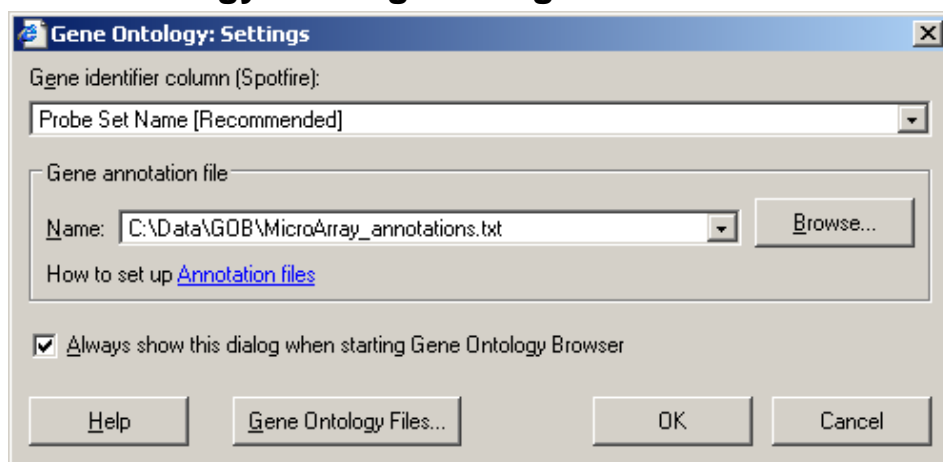 Gene Ontology: Settings
Gene identifier column (Spotfire):
Probe Set Name [Recommended]
Gene annotation file
Name: C:\Data\GOB\MicroArray_annotations.txt Browse...
How to set up Annotation files
Always show this dialog when starting Gene Ontology Browser
Help Gene Ontology Files... OK Cancel